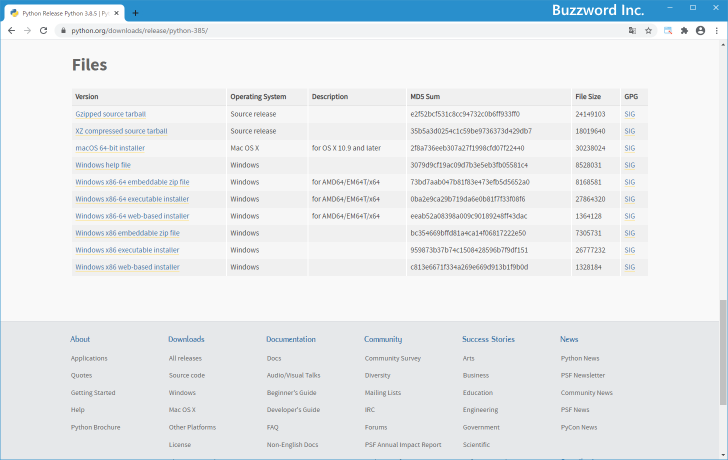 Buzzword Inc.
Python Release Python 3.8.5 | Py
python.org/downloads/release/python-385/
Files
Version Operating System Description MD5 Sum File Size GPG
Gzipped source tarball Source release e2f52bcf531c8cc94732c0b6ff933ff0 24149103 SIG
XZ compressed source tarball Source release 35b5a3d0254c1c59be9736373d429db7 18019640 SIG
macOS 64-bit installer Mac OS X for OS X 10.9 and later 2f8a736eeb307a27f1998cfd07f22440 30238024 SIG
Windows help file Windows 3079d9cf19ac09d7b3e5eb3fb05581c4 8528031 SIG
Windows x86-64 embeddable zip file Windows for AMD64/EM64T/x64 73bd7aab047b81f83e473efb5d5652a0 8168581 SIG
Windows x86-64 executable installer Windows for AMD64/EM64T/x64 0ba2e9ca29b719da6e0b81f7f33f08f6 27864320 SIG
Windows x86-64 web-based installer Windows for AMD64/EM64T/x64 eeab52a08398a009c90189248ff43dac 1364128 SIG
Windows x86 embeddable zip file Windows bc354669bffd81a4ca14f06817222e50 7305731 SIG
Windows x86 executable installer Windows 959873b37b74c1508428596b7f9df151 26777232 SIG
Windows x86 web-based installer Windows c813e6671f334a269e669d913b1f9b0d 1328184 SIG
About Downloads Documentation Community Success Stories News
Applications All releases Docs Community Survey Arts Python News
Quotes Source code Audio/Visual Talks Diversity Business PSF Newsletter
Getting Started Windows Beginner's Guide Mailing Lists Education Community News
Help Mac OS X Developer's Guide IRC Engineering PSF News
Python Brochure Other Platforms FAQ Forums Government PyCon News
License Non-English Docs PSF Annual Impact Report Scientific